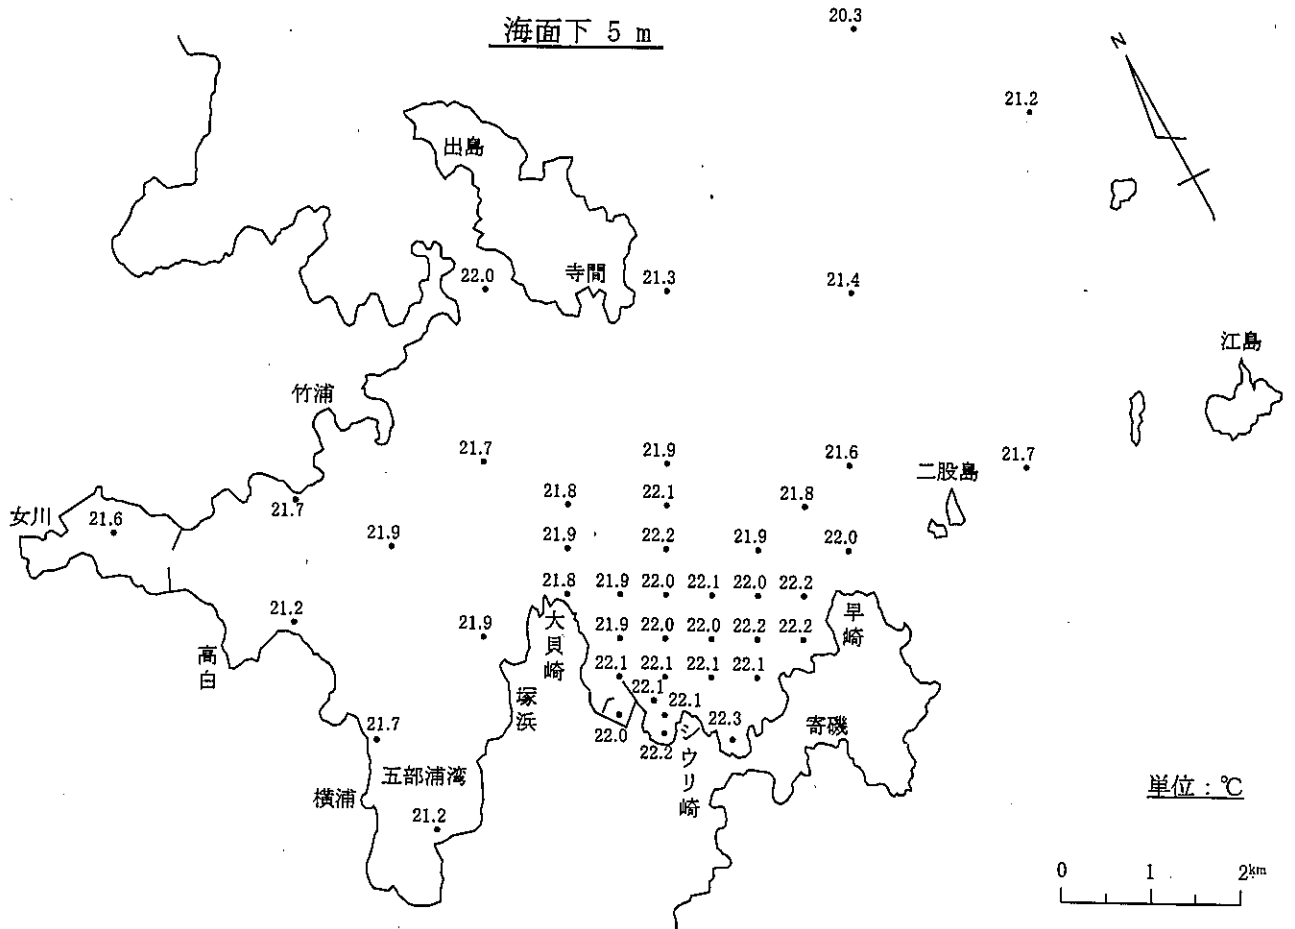 海面下 5 m
20.3
N
21.2
出島
寺間
22.0
21.3
21.4
江島
竹浦
21.7
21.9
21.6
21.7
二股島
21.8
22.1
21.8
女川
21.6
21.7
21.9
21.9
22.2
21.9
22.0
21.8
21.9
22.0
22.1
22.0
22.2
21.2
21.9
大貝崎
21.9
22.0
22.0
22.2
22.2
早崎
高白
22.1
22.1
22.1
22.1
塚浜
22.1
22.1
21.7
22.0
22.2
シウリ崎
22.3
寄磯
五部浦湾
横浦
21.2
単位:℃
0 1 2km